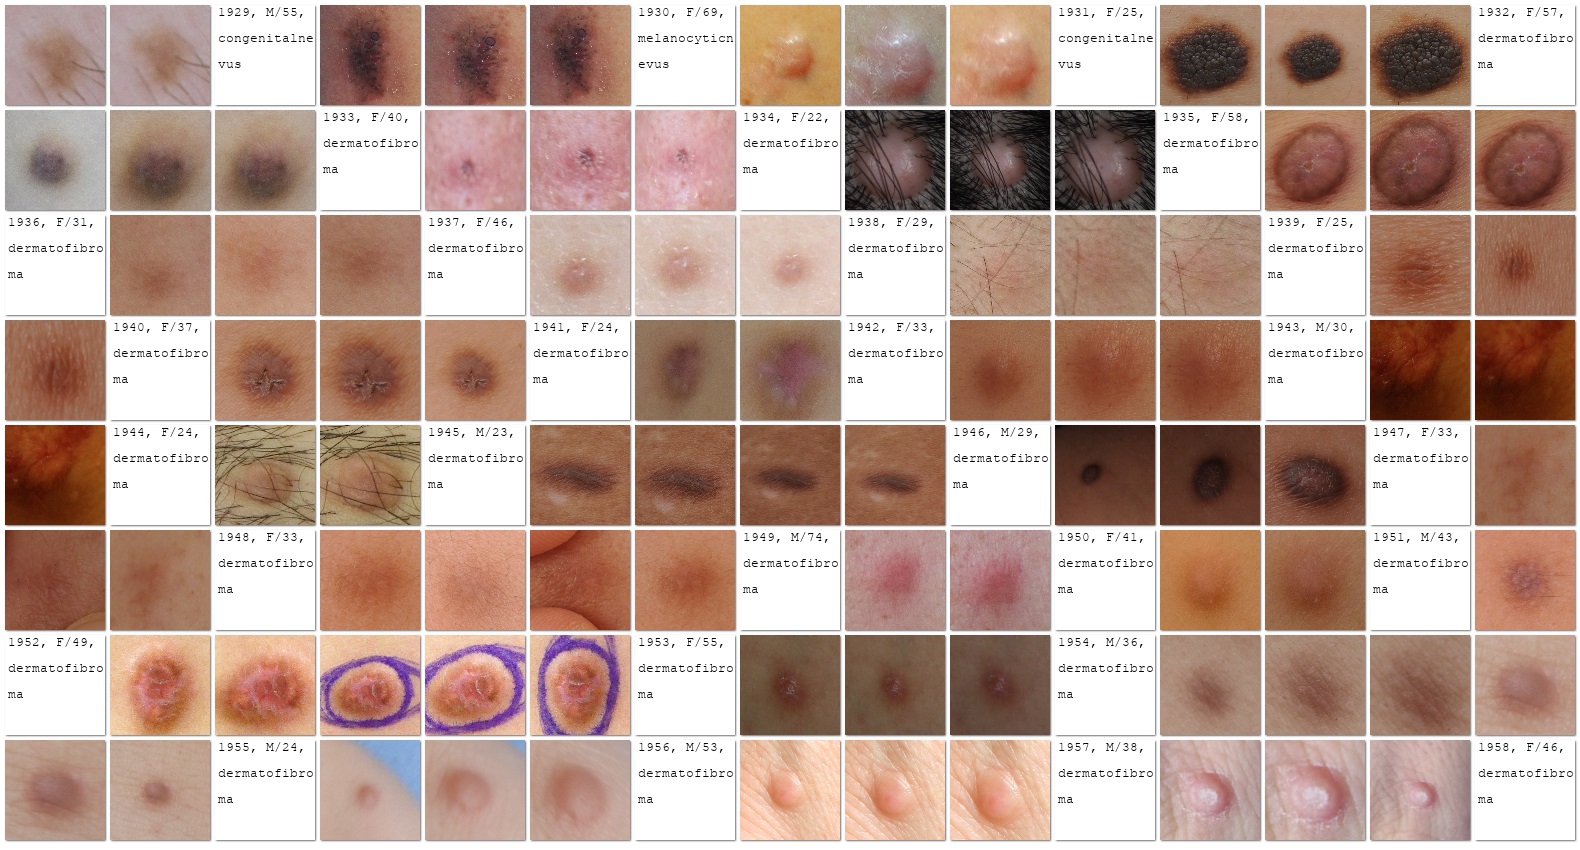 1929, M/55,
congenitalne
vus
1930, F/69,
melanocyticn
evus
1931, F/25,
congenitalne
vus
1932, F/57,
dermatofibro
ma
1933, F/40,
dermatofibro
ma
1934, F/22,
dermatofibro
ma
1935, F/58,
dermatofibro
ma
1936, F/31,
dermatofibro
ma
1937, F/46,
dermatofibro
ma
1938, F/29,
dermatofibro
ma
1939, F/25,
dermatofibro
ma
1940, F/37,
dermatofibro
ma
1941, F/24,
dermatofibro
ma
1942, F/33,
dermatofibro
ma
1943, M/30,
dermatofibro
ma
1944, F/24,
dermatofibro
ma
1945, M/23,
dermatofibro
ma
1946, M/29,
dermatofibro
ma
1947, F/33,
dermatofibro
ma
1948, F/33,
dermatofibro
ma
1949, M/74,
dermatofibro
ma
1950, F/41,
dermatofibro
ma
1951, M/43,
dermatofibro
ma
1952, F/49,
dermatofibro
ma
1953, F/55,
dermatofibro
ma
1954, M/36,
dermatofibro
ma
1955, M/24,
dermatofibro
ma
1956, M/53,
dermatofibro
ma
1957, M/38,
dermatofibro
ma
1958, F/46,
dermatofibro
ma